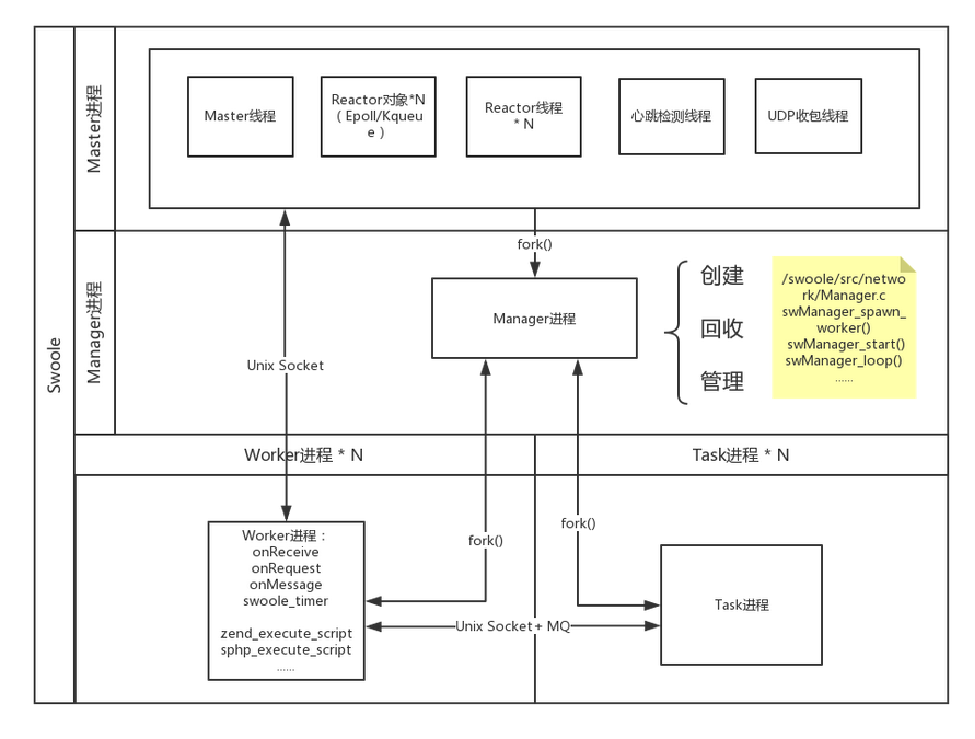 Swoole
Master进程
Master线程
Reactor对象*N
（Epoll/Kqueu
e）
Reactor线程
* N
心跳检测线程
UDP收包线程
fork()
Manager进程
Manager进程
创建
回收
管理
/swoole/src/netwo
rk/Manager.c
swManager_spawn_
worker()
swManager_start()
swManager_loop()
......
Unix Socket
Worker进程 * N
Task进程 * N
Worker进程：
onReceive
onRequest
onMessage
swoole_timer
zend_execute_script
sphp_execute_script
......
fork()
fork()
Unix Socket + MQ
Task进程